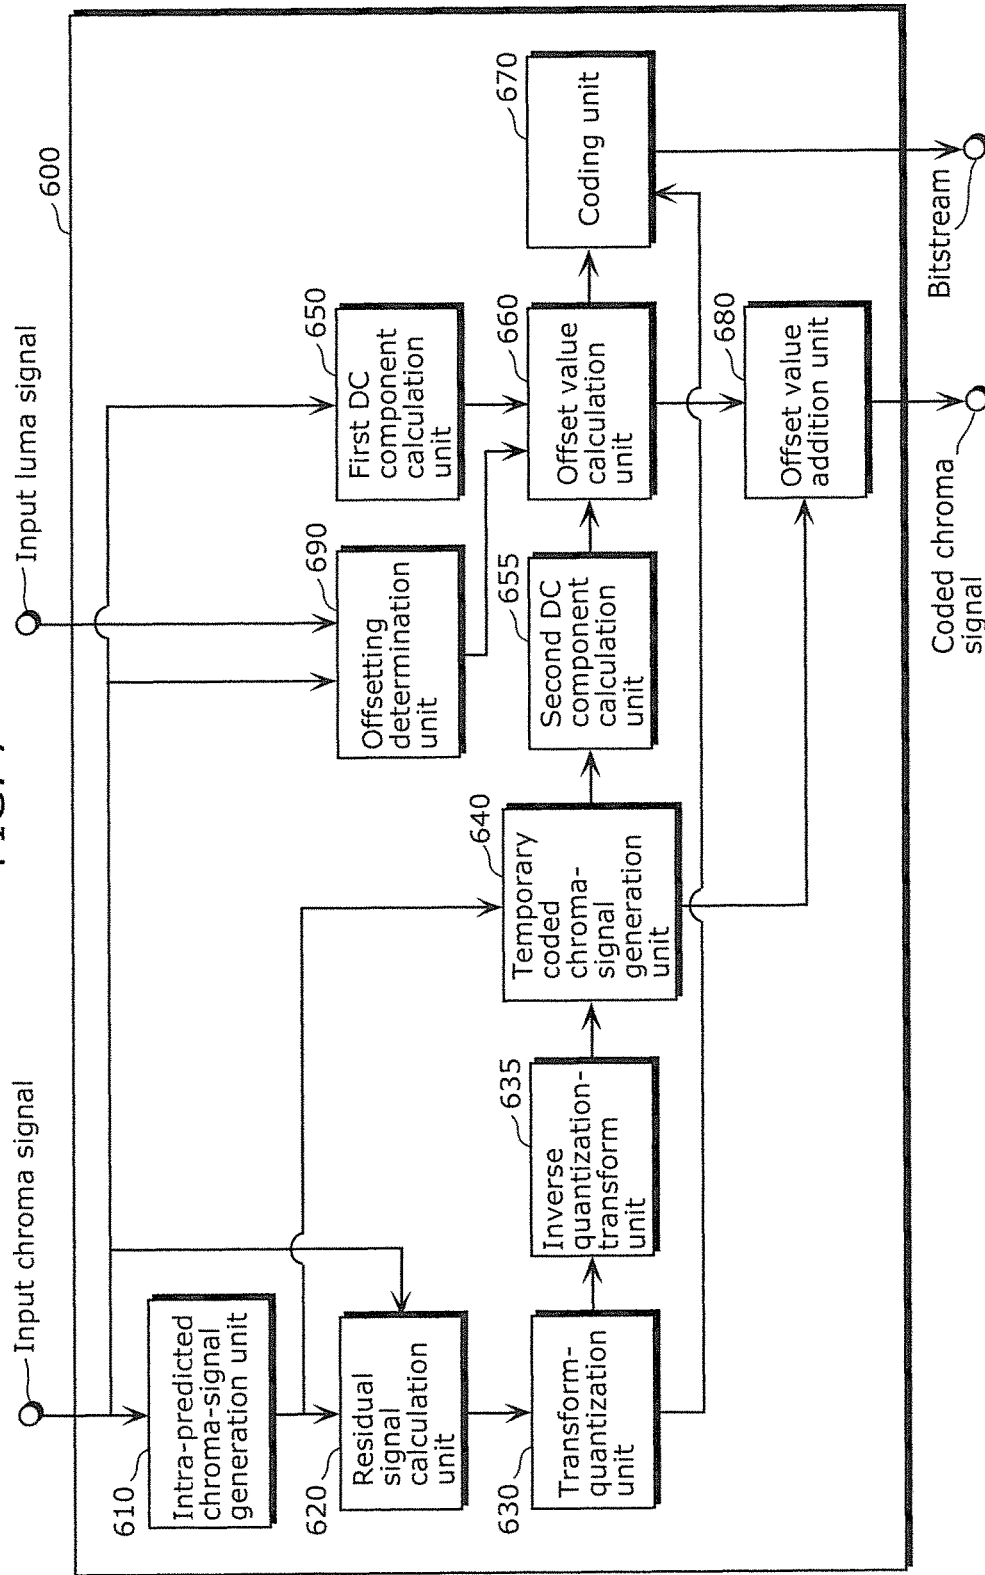 Input chroma signal
Input luma signal
600
610
Intra-predicted
chroma-signal
generation unit
620
Residual
signal
calculation
unit
690
Offsetting
determination
unit
650
First DC
component
calculation
unit
630
Transform-
quantization
unit
635
Inverse
quantization-
transform
unit
640
Temporary
coded
chroma-
signal
generation
unit
655
Second DC
component
calculation
unit
660
Offset value
calculation
unit
670
Coding unit
680
Offset value
addition unit
Coded chroma
signal
Bitstream